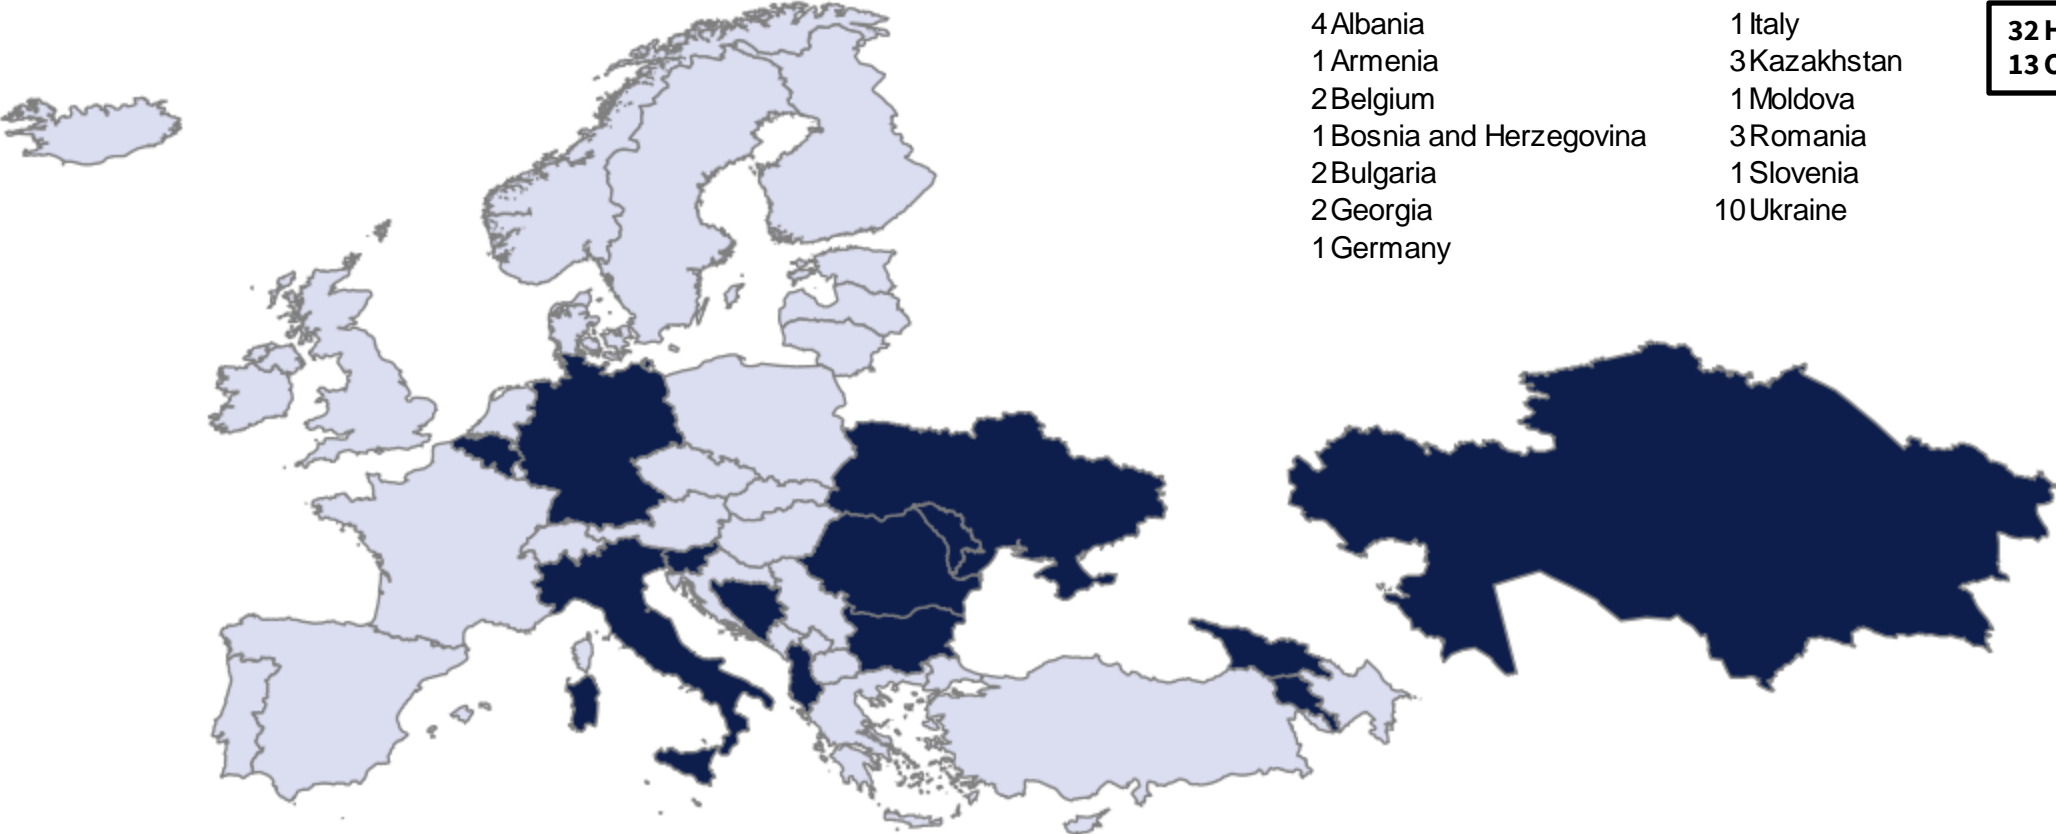 4 Albania
1 Armenia
2 Belgium
1 Bosnia and Herzegovina
2 Bulgaria
2 Georgia
1 Germany
1 Italy
3 Kazakhstan
1 Moldova
3 Romania
1 Slovenia
10 Ukraine
32
13